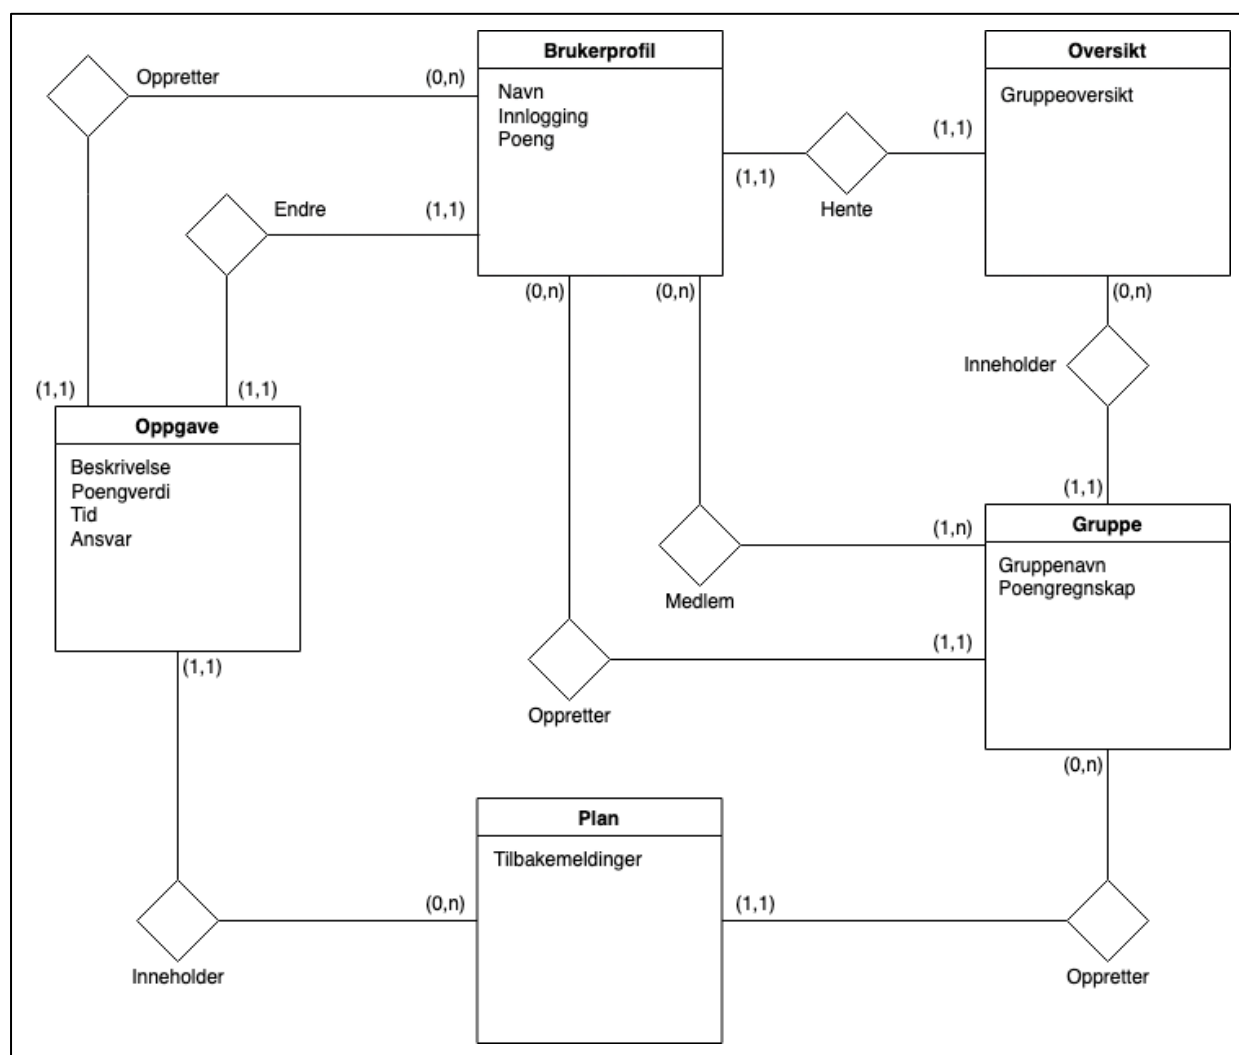 Brukerprofil
Navn
Innlogging
Poeng
Oversikt
Gruppeoversikt
Oppretter
(0,n)
(1,1)
(1,1)
Hente
Endre
(1,1)
(0,n)
(0,n)
(0,n)
Inneholder
(1,1)
(1,1)
Oppgave
Beskrivelse
Poengverdi
Tid
Ansvar
(1,1)
Gruppe
Gruppenavn
Poengregnskap
(1,n)
Medlem
(1,1)
Oppretter
(1,1)
(0,n)
Plan
Tilbakemeldinger
(0,n)
(1,1)
Inneholder
Oppretter